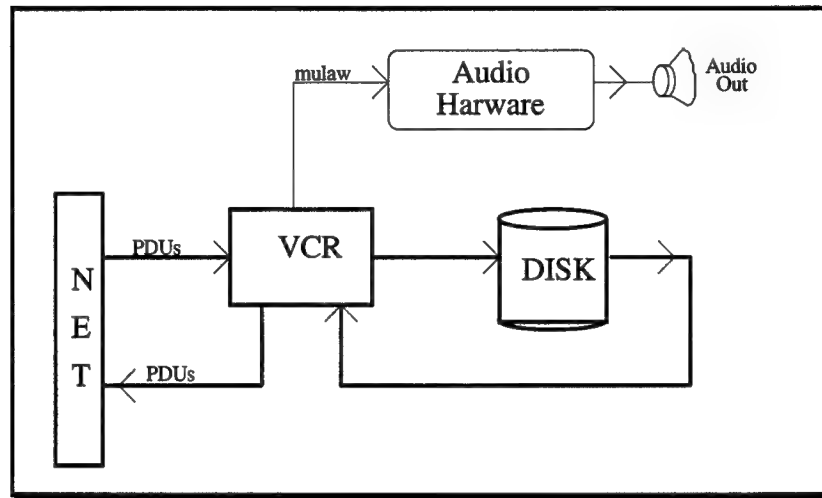 mulaw
Audio
Harware
Audio
Out
PDUs
VCR
DISK
N
E
T
PDUs